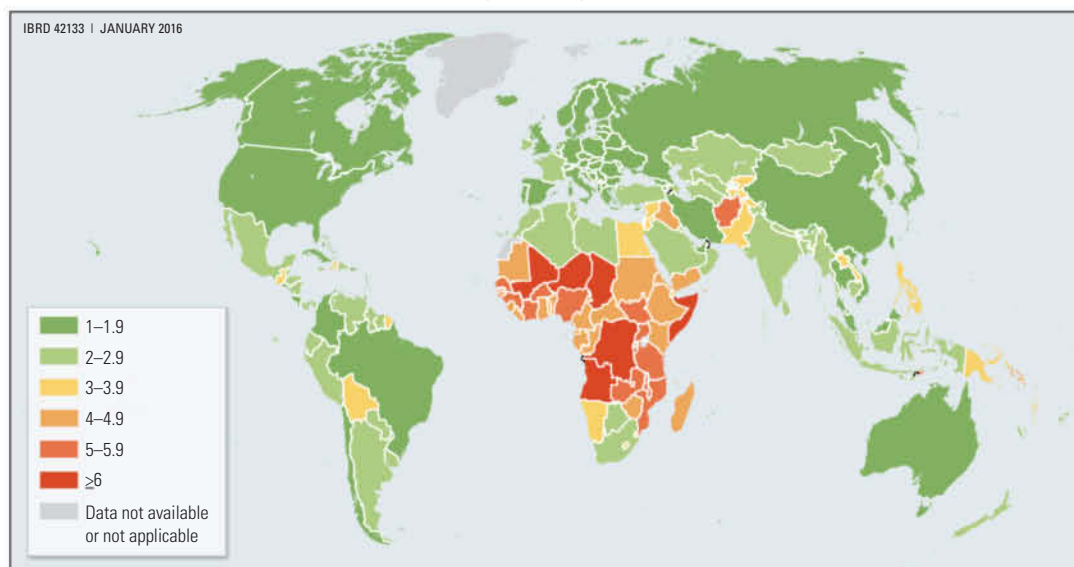 IBRD 42133 | JANUARY 2016
1–1.9
2–2.9
3–3.9
4–4.9
5–5.9
≥6
Data not available
or not applicable